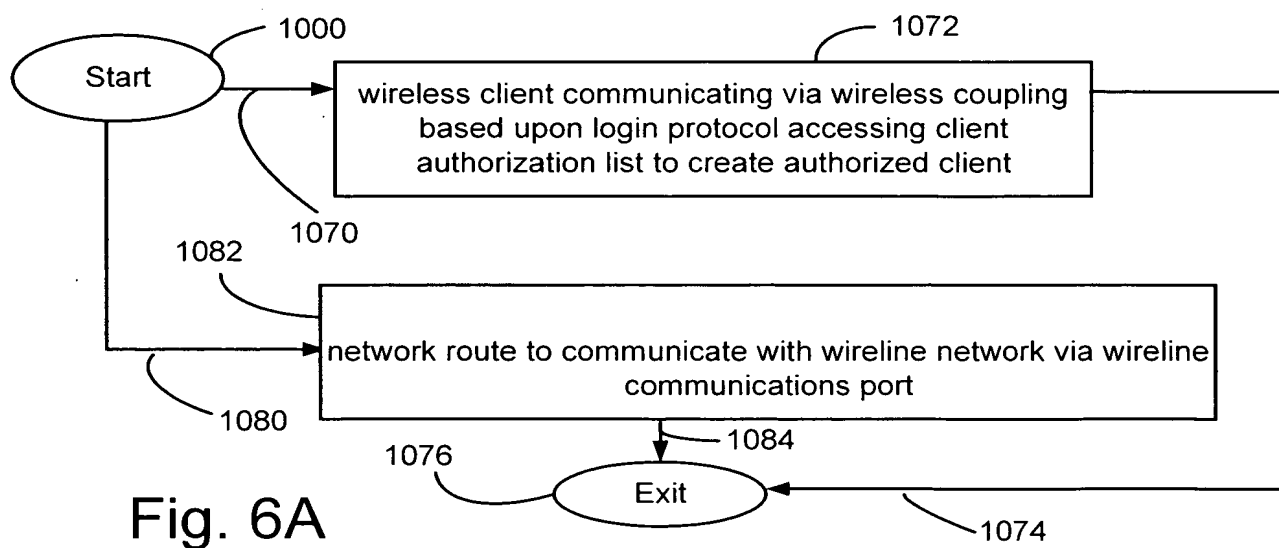 1000
Start
1072
wireless client communicating via wireless coupling
based upon login protocol accessing client
authorization list to create authorized client
1070
1082
network route to communicate with wireline network via wireline
communications port
1080
1084
1076
Exit
1074
Fig. 6A